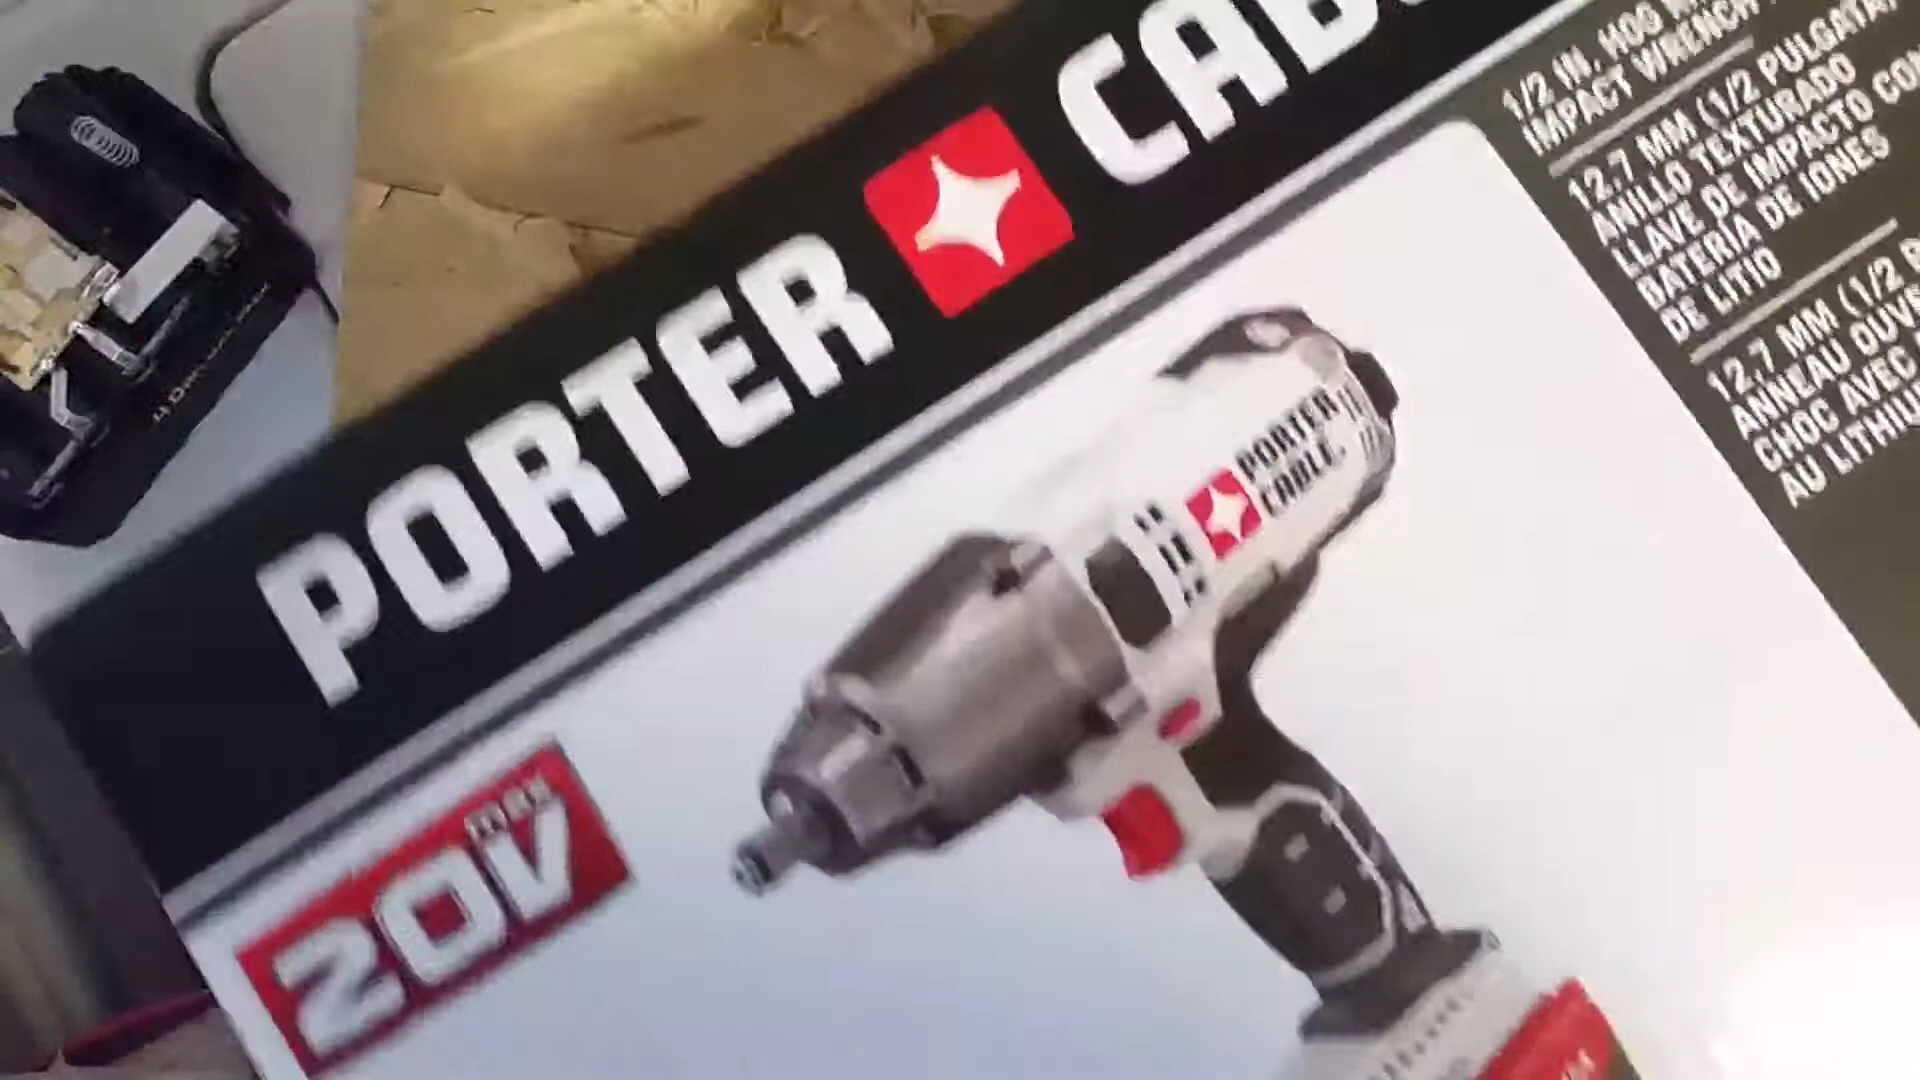 PORTER CAB
1/2 IN. HOG
IMPACT WRENCH
12.7 MM (1/2 PULGATA)
ANILLO TEXTURADO
LLAVE DE IMPACTO CON
BATERIA DE IONES
DE LITIO
12.7 MM (1/2
ANNEAU OUV
CHOC AVEC
AU LITHIU
PORTER
CABLE
20V MAX